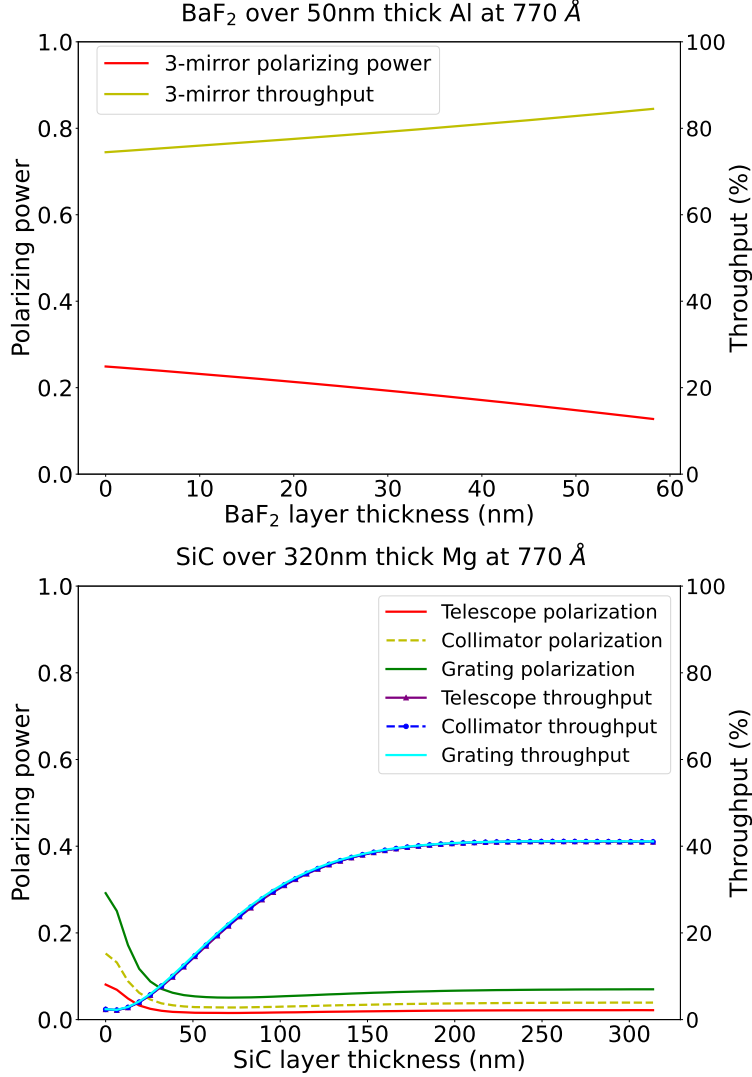 BaF₂ over 50nm thick Al at 770 Å
1.0
0.8
0.6
0.4
0.2
0.0
Polarizing power
3-mirror polarizing power
3-mirror throughput
100
80
60
40
20
0
Throughput (%)
0 10 20 30 40 50 60
BaF₂ layer thickness (nm)
SiC over 320nm thick Mg at 770 Å
1.0
0.8
0.6
0.4
0.2
0.0
Polarizing power
Telescope polarization
Collimator polarization
Grating polarization
Telescope throughput
Collimator throughput
Grating throughput
100
80
60
40
20
0
Throughput (%)
0 50 100 150 200 250 300
SiC layer thickness (nm)